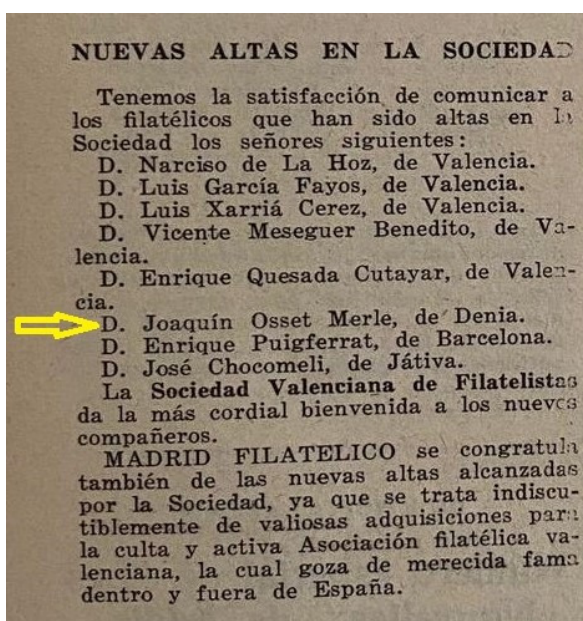 NUEVAS ALTAS EN LA SOCIEDAD
Tenemos la satisfacción de comunicar a
los filatélicos que han sido altas en la
Sociedad los señores siguientes:
D. Narciso de La Hoz, de Valencia.
D. Luis García Fayos, de Valencia.
D. Luis Xarriá Cerez, de Valencia.
D. Vicente Meseguer Benedito, de Va-
lencia.
D. Enrique Quesada Cutayar, de Valen-
cia.
D. Joaquín Osset Merle, de Denia.
D. Enrique Puigferrat, de Barcelona.
D. José Chocomeli, de Játiva.
La Sociedad Valenciana de Filatelistas
da la más cordial bienvenida a los nuevos
compañeros.
MADRID FILATELICO se congratula
también de las nuevas altas alcanzadas
por la Sociedad, ya que se trata indiscu-
tiblemente de valiosas adquisiciones para
la culta y activa Asociación filatélica va-
lenciana, la cual goza de merecida fama
dentro y fuera de España.